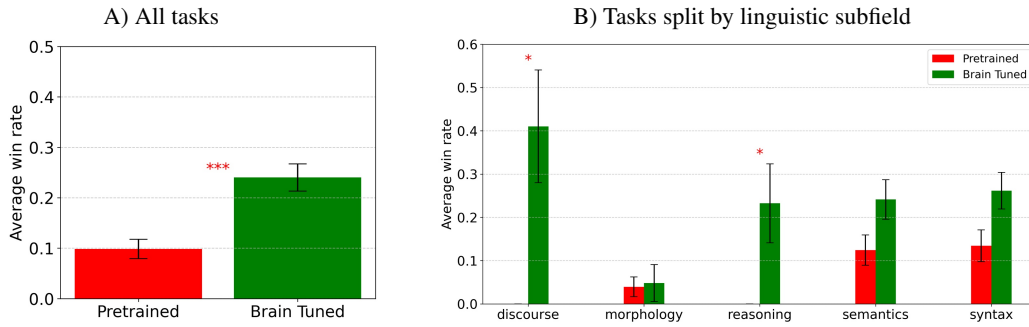 A) All tasks
Average win rate
0.5
0.4
0.3
0.2
0.1
0.0
***
Pretrained
Brain Tuned
B) Tasks split by linguistic subfield
Average win rate
0.6
0.5
0.4
0.3
0.2
0.1
0.0
*
*
Pretrained
Brain Tuned
discourse
morphology
reasoning
semantics
syntax